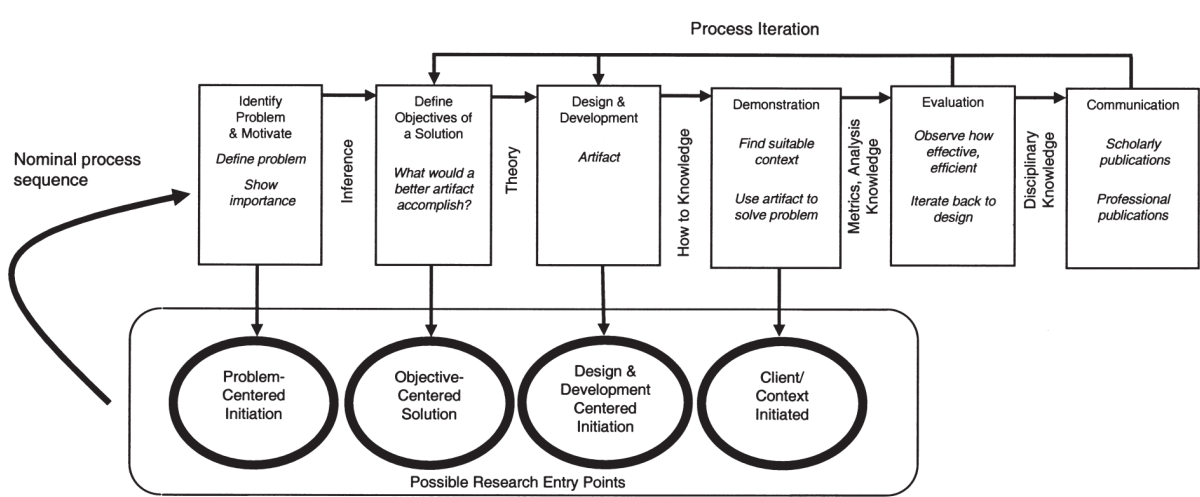 Process Iteration
Nominal process
sequence
Identify
Problem
& Motivate
Define problem
Show
importance
Inference
Define
Objectives of
a Solution
What would a
better artifact
accomplish?
Theory
Design &
Development
Artifact
How to Knowledge
Demonstration
Find suitable
context
Use artifact to
solve problem
Metrics, Analysis
Knowledge
Evaluation
Observe how
effective,
efficient
Iterate back to
design
Disciplinary
Knowledge
Communication
Scholarly
publications
Professional
publications
Problem-
Centered
Initiation
Objective-
Centered
Solution
Design &
Development
Centered
Initiation
Client/
Context
Initiated
Possible Research Entry Points